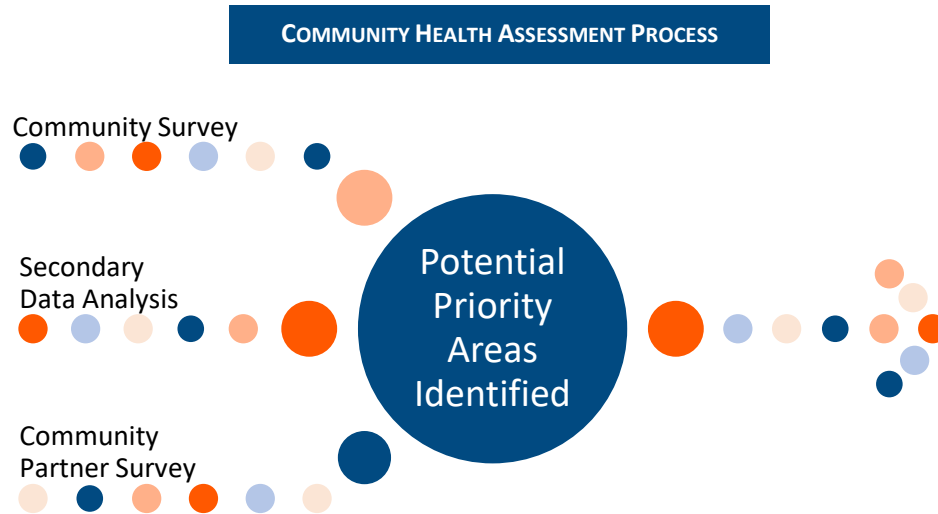 COMMUNITY HEALTH ASSESSMENT PROCESS
Community Survey
Secondary
Data Analysis
Community
Partner Survey
Potential
Priority
Areas
Identified